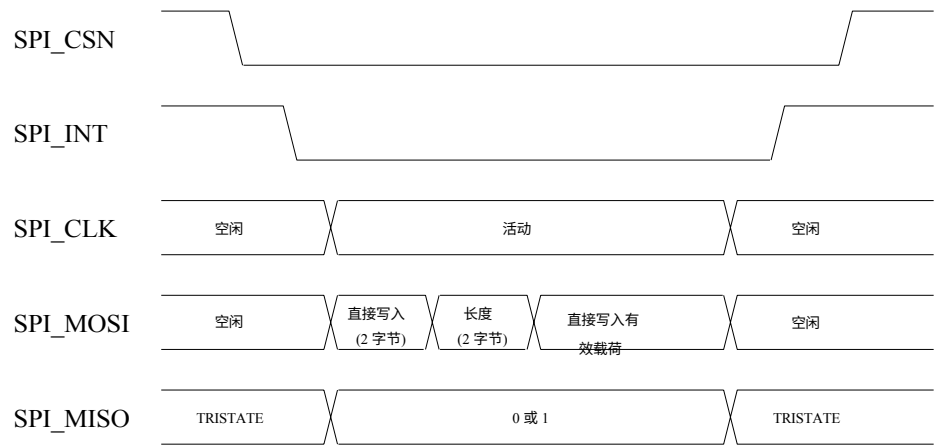 SPI_CSN
SPI_INT
SPI_CLK
空闲
活动
空闲
SPI_MOSI
空闲
直接写入
(2 字节)
长度
(2 字节)
直接写入有
效载荷
空闲
SPI_MISO
TRISTATE
0 或 1
TRISTATE